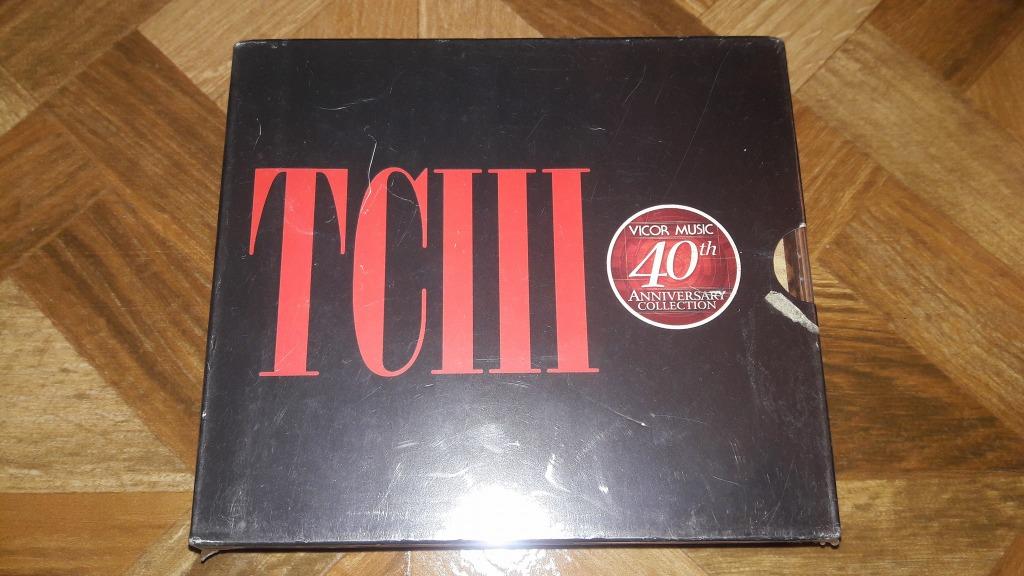 TCIII
VICOR MUSIC
40th
ANNIVERSARY
COLLECTION